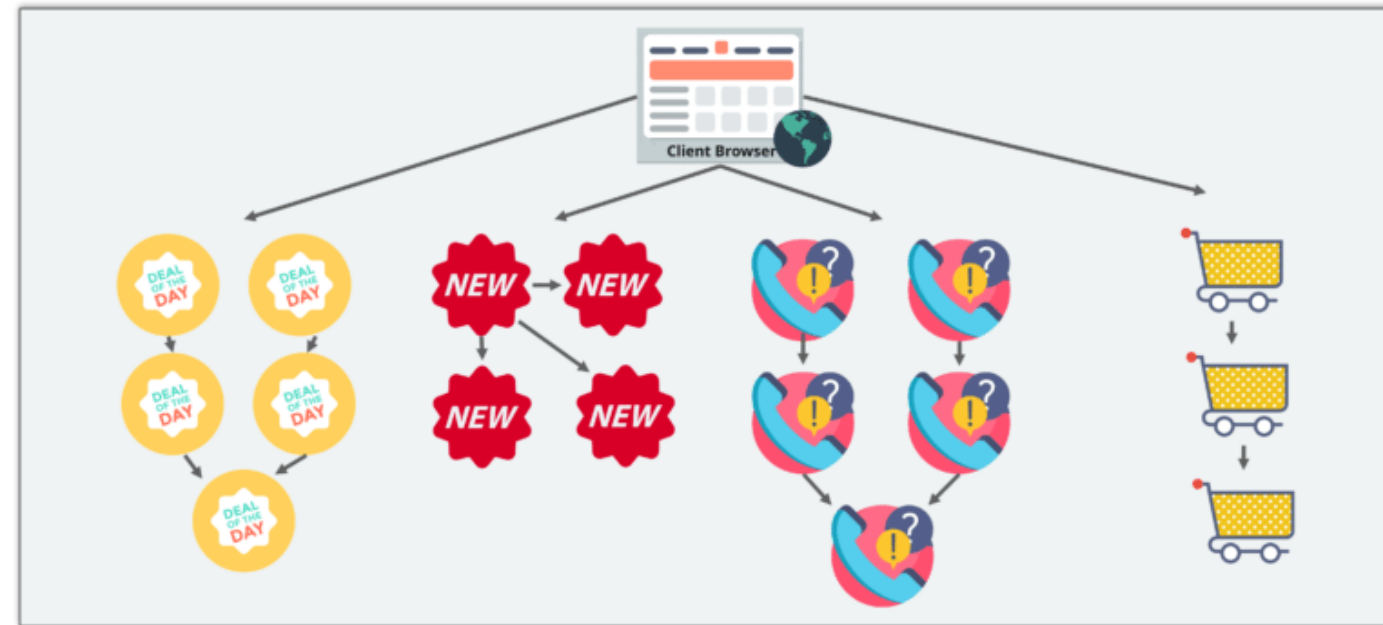 Client Browser
DEAL
OF THE
DAY
DEAL
OF THE
DAY
NEW
NEW
?
!
?
!
DEAL
OF THE
DAY
DEAL
OF THE
DAY
NEW
NEW
?
!
?
!
DEAL
OF THE
DAY
?
!